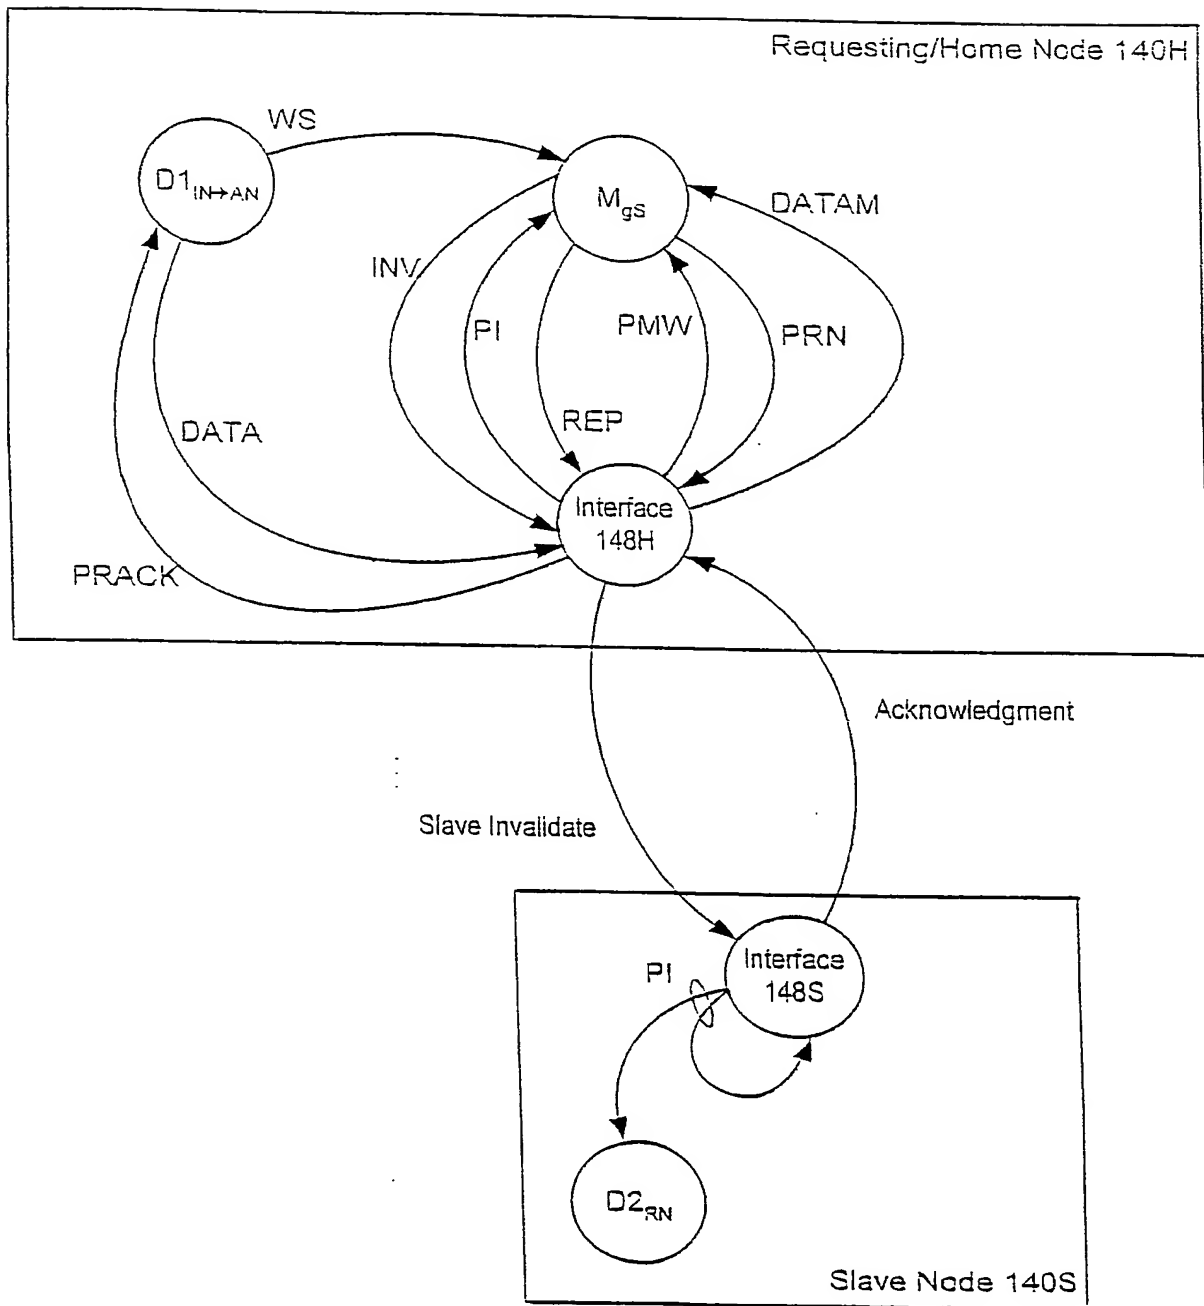 Requesting/Home Node 140H
WS
D1IN→AN
MgS
DATAM
INV
PI
PMW
PRN
REP
DATA
PRACK
Interface
148H
Acknowledgment
Slave Invalidate
Interface
148S
PI
D2RN
Slave Node 140S